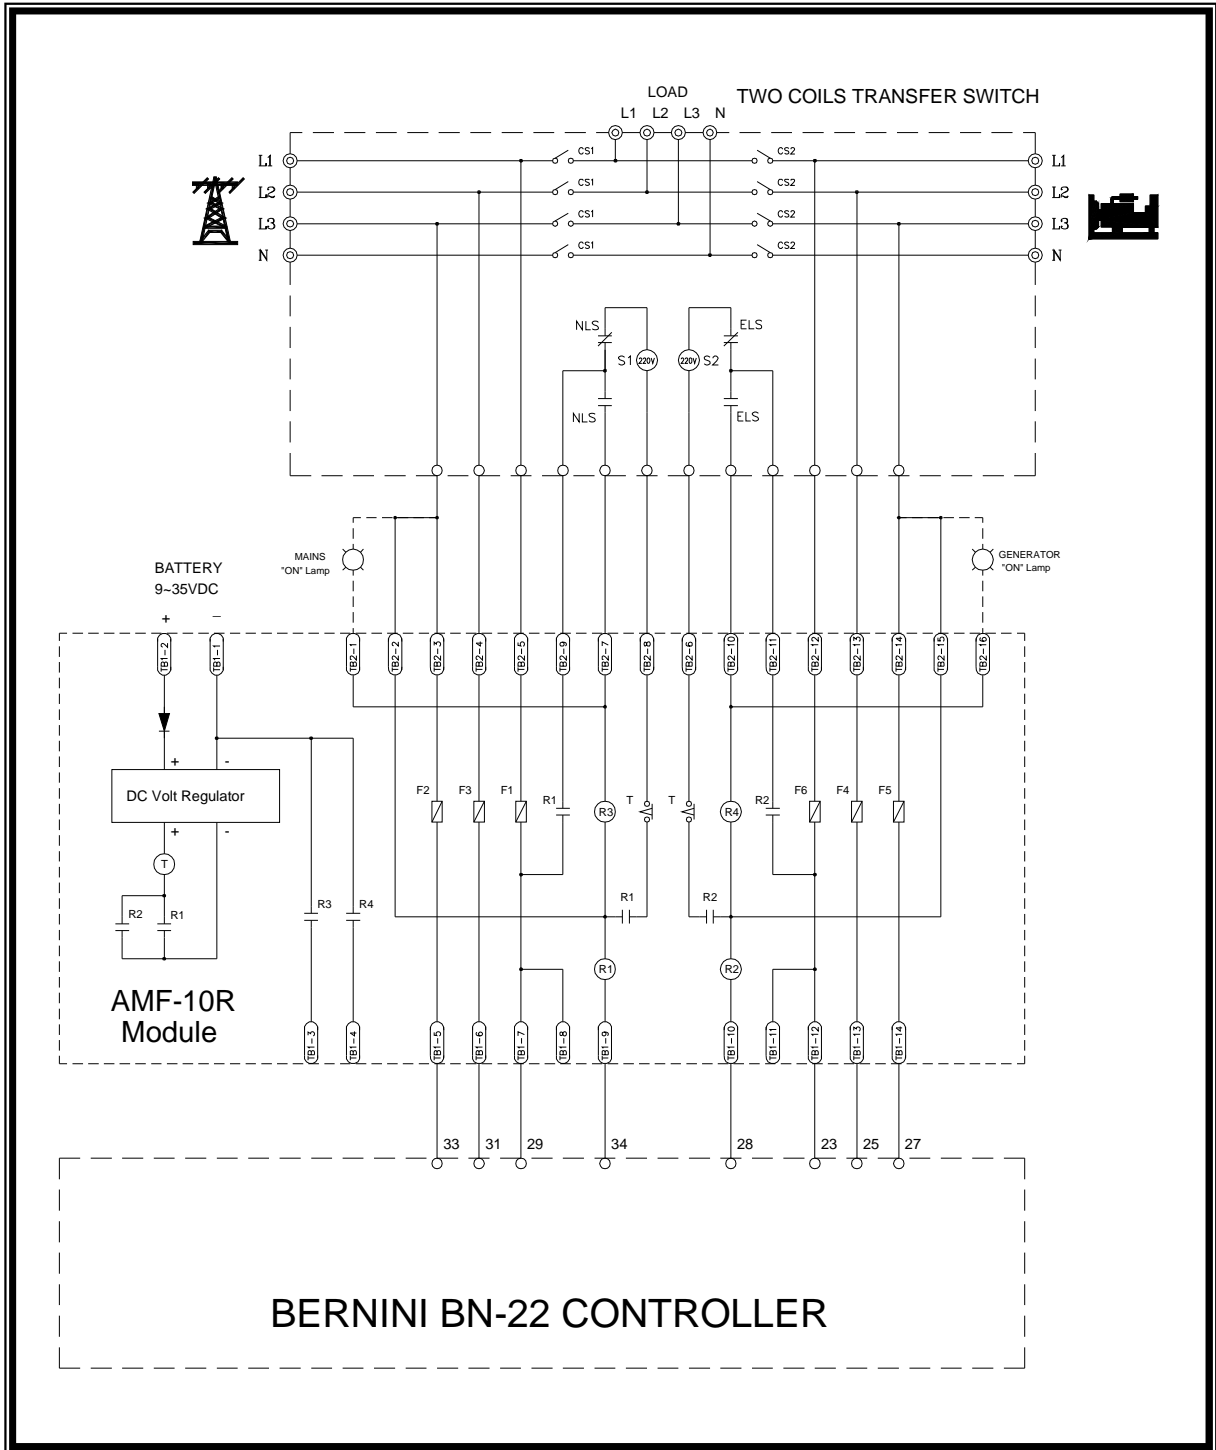 LOAD
TWO COILS TRANSFER SWITCH
L1 L2 L3 N
L1 CS1 CS2 L1
L2 CS1 CS2 L2
L3 CS1 CS2 L3
N CS1 CS2 N
NLS ELS
S1 220V 220V S2
NLS ELS
MAINS
"ON" Lamp
GENERATOR
"ON" Lamp
BATTERY
9~35VDC
+ −
TB1-2 TB1-1 TB2-1 TB2-2 TB2-3 TB2-4 TB2-5 TB2-9 TB2-7 TB2-8 TB2-6 TB2-10 TB2-11 TB2-12 TB2-13 TB2-14 TB2-15 TB2-16
+ -
DC Volt Regulator
+ -
F2 F3 F1 R1 R3 T T R4 R2 F6 F4 F5
T
R2 R1 R3 R4 R1 R2
R1 R2
AMF-10R
Module
TB1-3 TB1-4 TB1-5 TB1-6 TB1-7 TB1-8 TB1-9 TB1-10 TB1-11 TB1-12 TB1-13 TB1-14
33 31 29 34 28 23 25 27
BERNINI BN-22 CONTROLLER